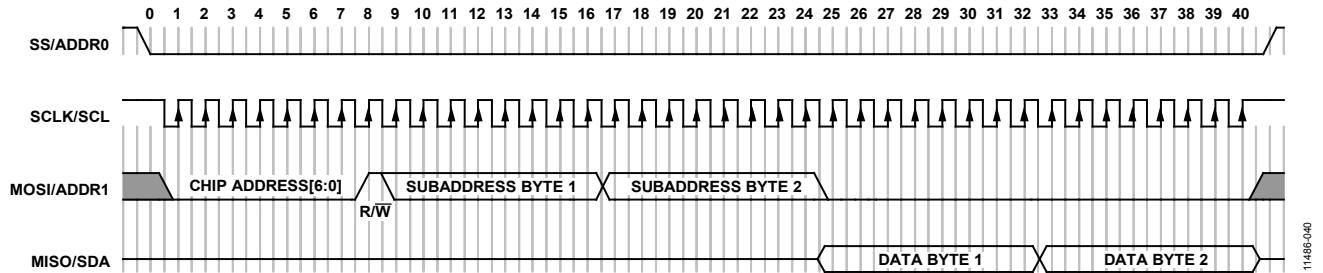 0 1 2 3 4 5 6 7 8 9 10 11 12 13 14 15 16 17 18 19 20 21 22 23 24 25 26 27 28 29 30 31 32 33 34 35 36 37 38 39 40
SS/ADDR0
SCLK/SCL
MOSI/ADDR1 CHIP ADDRESS[6:0] SUBADDRESS BYTE 1 SUBADDRESS BYTE 2
R/W̅
MISO/SDA DATA BYTE 1 DATA BYTE 2
11486-040